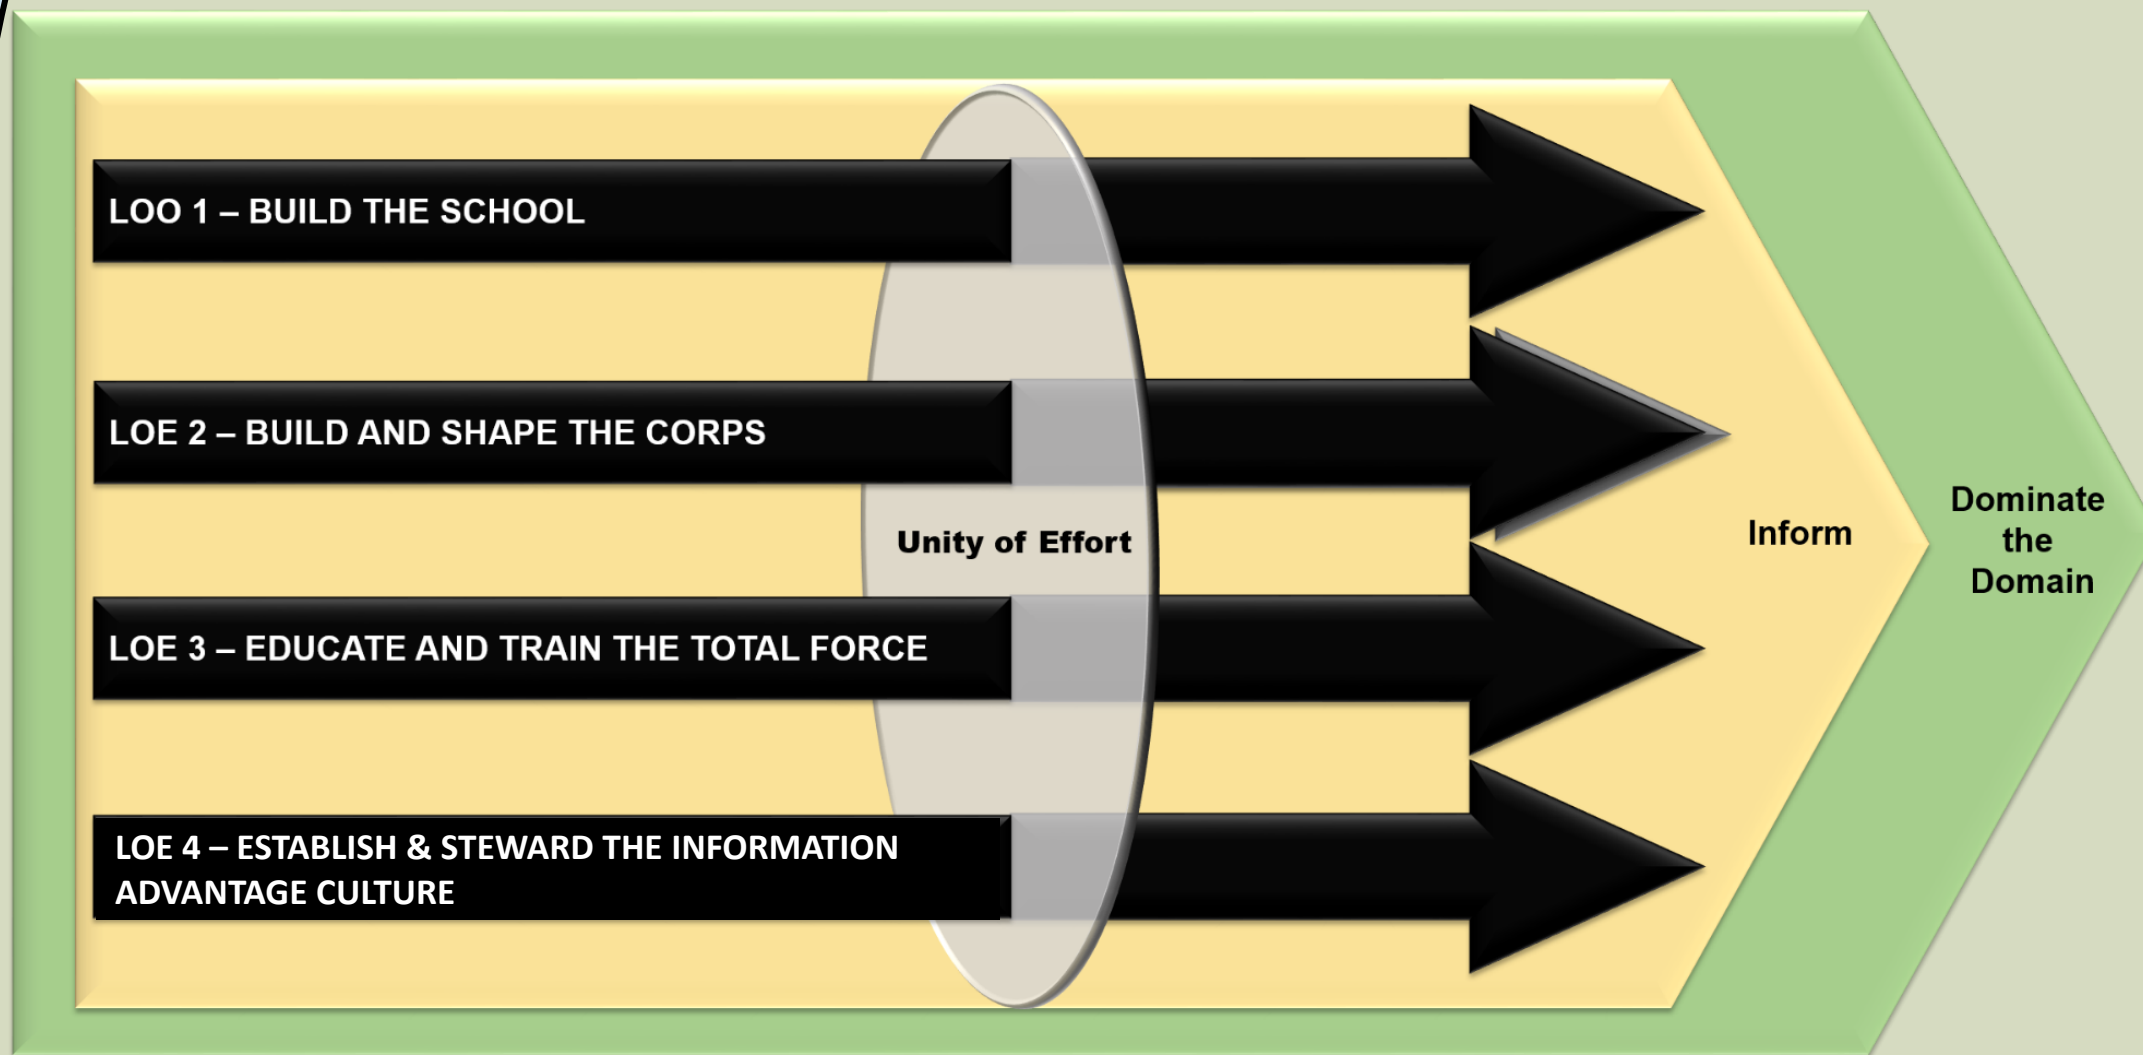 LOO 1 – BUILD THE SCHOOL
LOE 2 – BUILD AND SHAPE THE CORPS
Unity of Effort
LOE 3 – EDUCATE AND TRAIN THE TOTAL FORCE
LOE 4 – ESTABLISH & STEWARD THE INFORMATION
ADVANTAGE CULTURE
Inform
Dominate
the
Domain